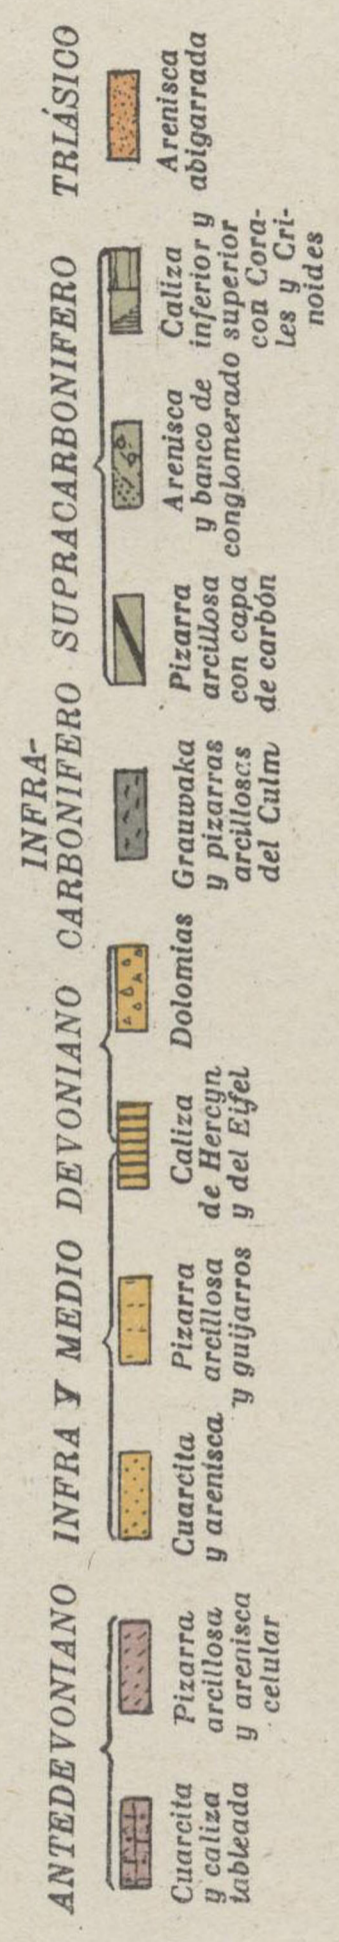 ANTEDEVONIANO
Cuarcita
y caliza
tableada
Pizarra
arcillosa
y arenisca
celular
INFRA Y MEDIO DEVONIANO
Cuarcita
y arenisca
Pizarra
arcillosa
y guijarros
Caliza
de Hercyn
y del Eifel
Dolomias
INFRA-
CARBONIFERO
Grauwaka
y pizarras
arcillosas
del Culm
SUPRACARBONIFERO
Pizarra
arcillosa
con capa
de carbón
Arenisca
y banco de
conglomerado
Caliza
inferior y
superior
con Cora-
les y Cri-
noides
TRIÁSICO
Arenisca
abigarrada